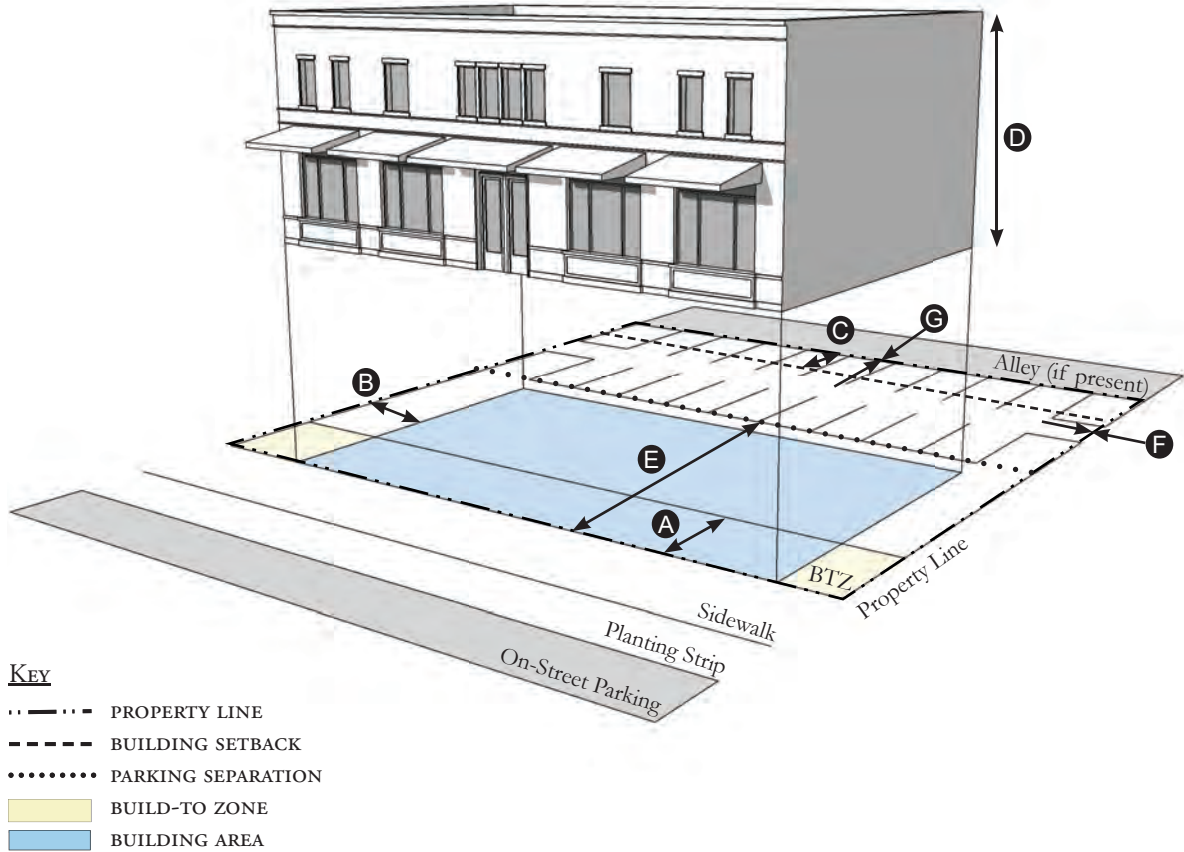 D
G
C
Alley (if present)
B
F
E
A
BTZ
Property Line
Sidewalk
Planting Strip
On-Street Parking
KEY
PROPERTY LINE
BUILDING SETBACK
PARKING SEPARATION
BUILD-TO ZONE
BUILDING AREA